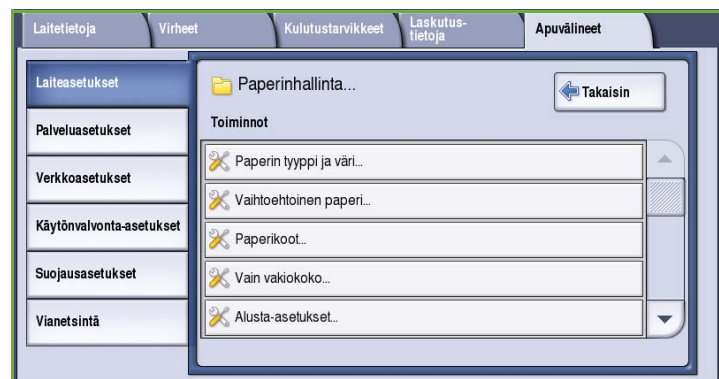 Laitetietoja
Virheet
Kulutustarvikkeet
Laskutus-
tietoja
Apuvälineet
Laiteasetukset
Palveluasetukset
Verkkoasetukset
Käytönvalvonta-asetukset
Suojausasetukset
Vianetsintä
Paperinhallinta...
Takaisin
Toiminnot
Paperin tyyppi ja väri...
Vaihtoehtoinen paperi...
Paperikoot...
Vain vakiokoko...
Alusta-asetukset...